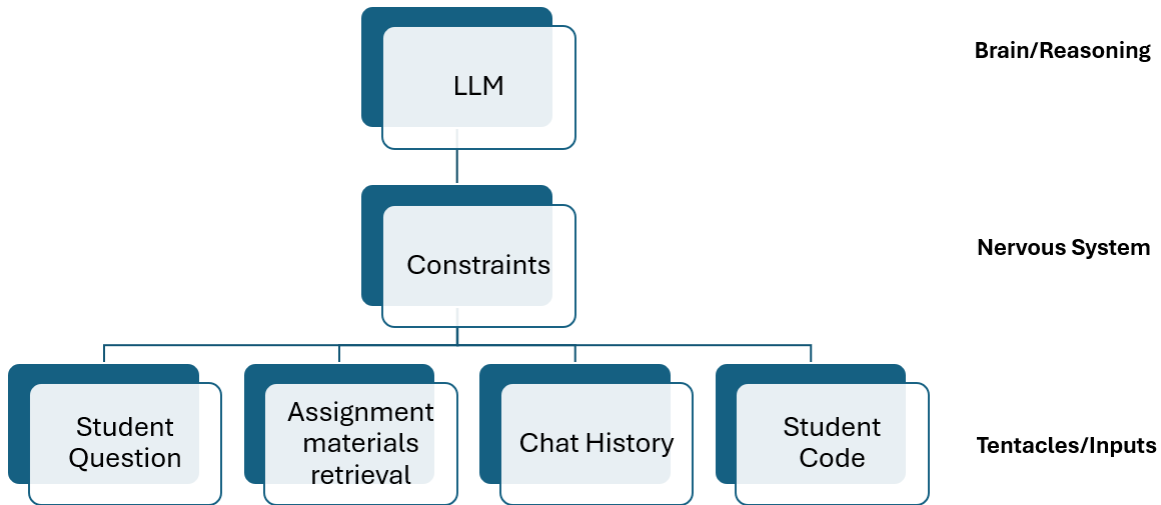 LLM
Brain/Reasoning
Constraints
Nervous System
Student
Question
Assignment
materials
retrieval
Chat History
Student
Code
Tentacles/Inputs